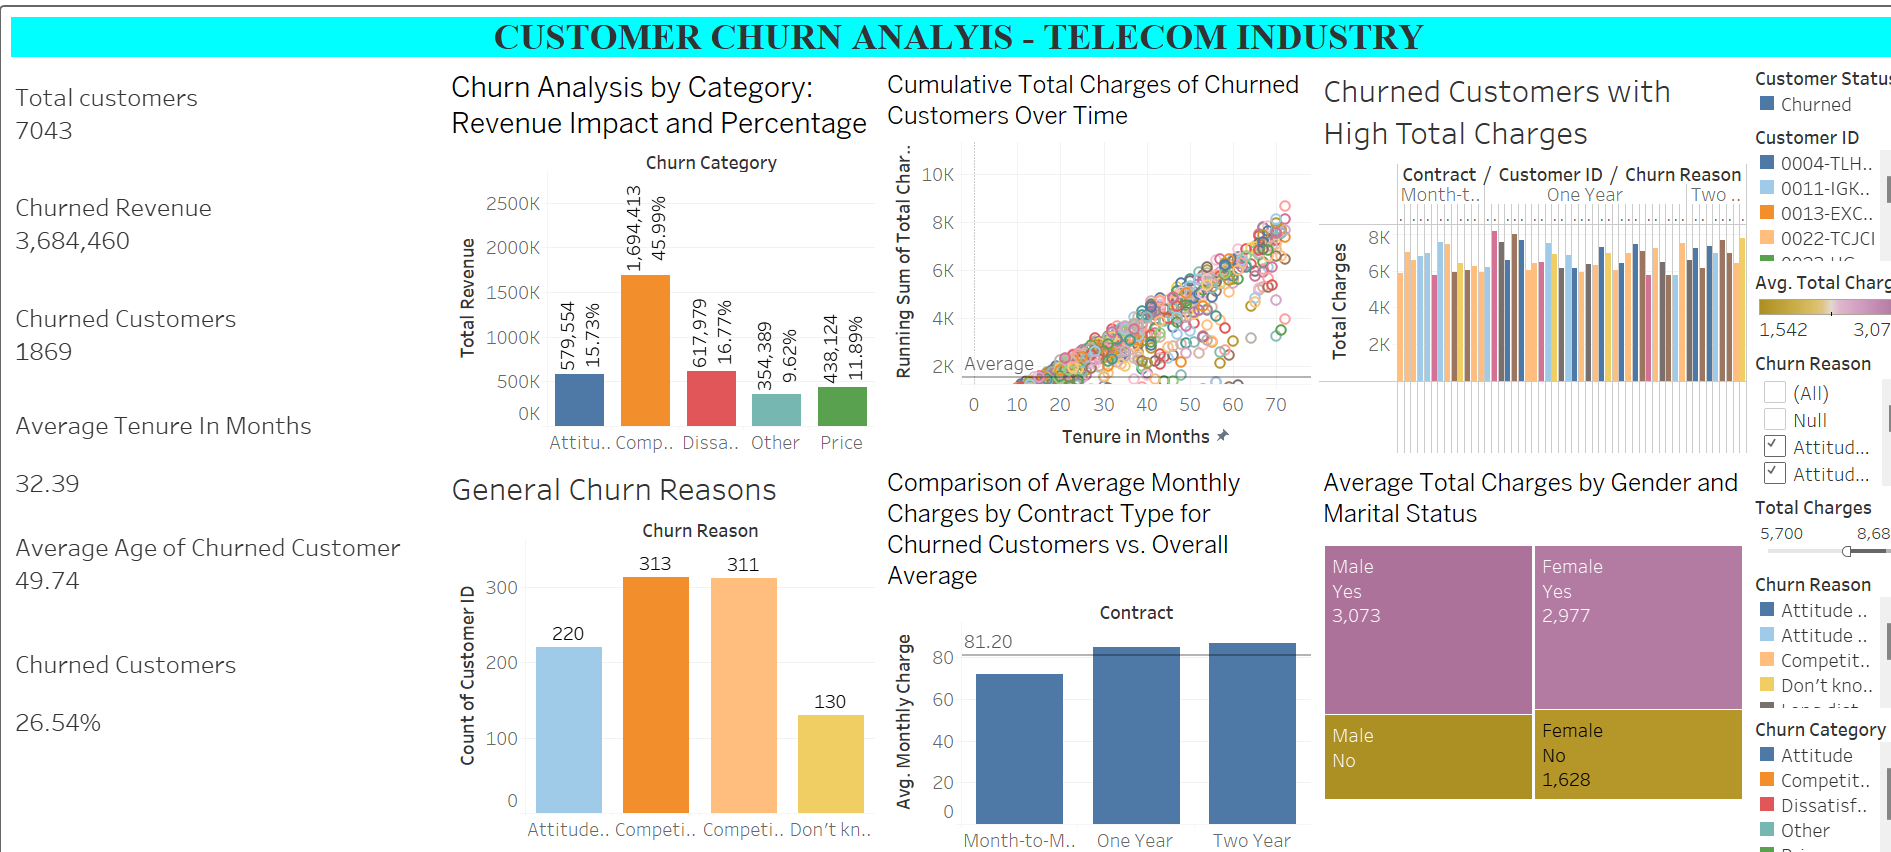 CUSTOMER CHURN ANALYIS - TELECOM INDUSTRY
Total customers
7043
Churned Revenue
3,684,460
Churned Customers
1869
Average Tenure In Months
32.39
Average Age of Churned Customer
49.74
Churned Customers
26.54%
Churn Analysis by Category:
Revenue Impact and Percentage
Churn Category
Total Revenue
2500K
2000K
1500K
1000K
500K
0K
579,554
15.73%
1,694,413
45.99%
617,979
16.77%
354,389
9.62%
438,124
11.89%
Attitu.. Comp.. Dissa.. Other Price
General Churn Reasons
Churn Reason
Count of Customer ID
300
200
100
0
220
313
311
130
Attitude.. Competi.. Competi.. Don't kn..
Cumulative Total Charges of Churned
Customers Over Time
Running Sum of Total Char..
10K
8K
6K
4K
2K
Average
0 10 20 30 40 50 60 70
Tenure in Months
Comparison of Average Monthly
Charges by Contract Type for
Churned Customers vs. Overall
Average
Contract
Avg. Monthly Charge
81.20
80
60
40
20
0
Month-to-M.. One Year Two Year
Churned Customers with
High Total Charges
Contract / Customer ID / Churn Reason
Month-t.. One Year Two ..
Total Charges
8K
6K
4K
2K
Average Total Charges by Gender and
Marital Status
Male
Yes
3,073
Female
Yes
2,977
Male
No
Female
No
1,628
Customer Status
Churned
Customer ID
0004-TLH..
0011-IGK..
0013-EXC..
0022-TCJCI
Avg. Total Charg
1,542 3,07
Churn Reason
(All)
Null
Attitud...
Attitud...
Total Charges
5,700 8,68
Churn Reason
Attitude ..
Attitude ..
Competit..
Don't kno..
Churn Category
Attitude
Competit..
Dissatisf..
Other